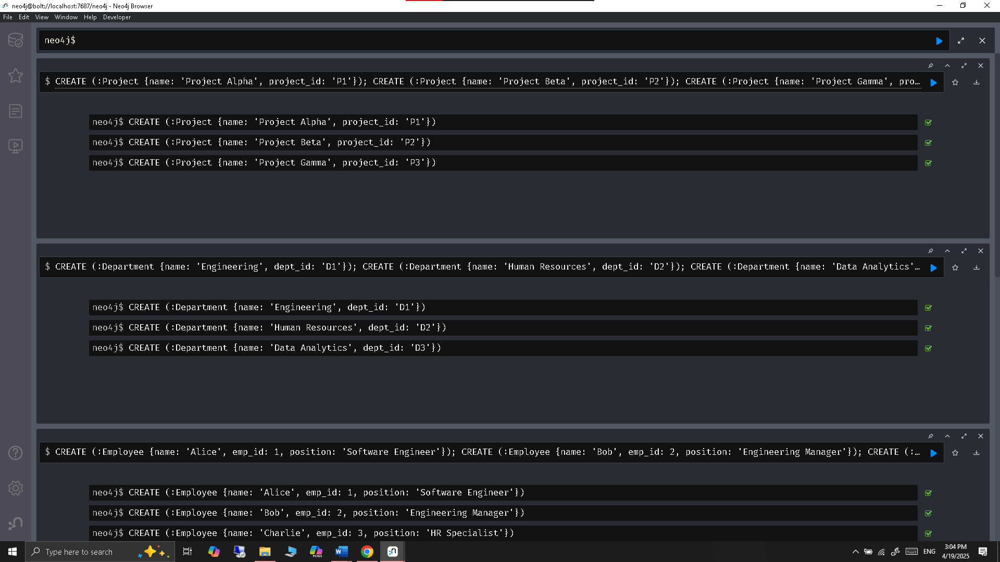 neo4j@bolt://localhost:7687/neo4j - Neo4j Browser
File Edit View Window Help Developer
neo4j$
$ CREATE (:Project {name: 'Project Alpha', project_id: 'P1'}); CREATE (:Project {name: 'Project Beta', project_id: 'P2'}); CREATE (:Project {name: 'Project Gamma', pro…
neo4j$ CREATE (:Project {name: 'Project Alpha', project_id: 'P1'})
neo4j$ CREATE (:Project {name: 'Project Beta', project_id: 'P2'})
neo4j$ CREATE (:Project {name: 'Project Gamma', project_id: 'P3'})
$ CREATE (:Department {name: 'Engineering', dept_id: 'D1'}); CREATE (:Department {name: 'Human Resources', dept_id: 'D2'}); CREATE (:Department {name: 'Data Analytics'…
neo4j$ CREATE (:Department {name: 'Engineering', dept_id: 'D1'})
neo4j$ CREATE (:Department {name: 'Human Resources', dept_id: 'D2'})
neo4j$ CREATE (:Department {name: 'Data Analytics', dept_id: 'D3'})
$ CREATE (:Employee {name: 'Alice', emp_id: 1, position: 'Software Engineer'}); CREATE (:Employee {name: 'Bob', emp_id: 2, position: 'Engineering Manager'}); CREATE (:…
neo4j$ CREATE (:Employee {name: 'Alice', emp_id: 1, position: 'Software Engineer'})
neo4j$ CREATE (:Employee {name: 'Bob', emp_id: 2, position: 'Engineering Manager'})
neo4j$ CREATE (:Employee {name: 'Charlie', emp_id: 3, position: 'HR Specialist'})
Type here to search
M365
ENG
3:04 PM
4/19/2025